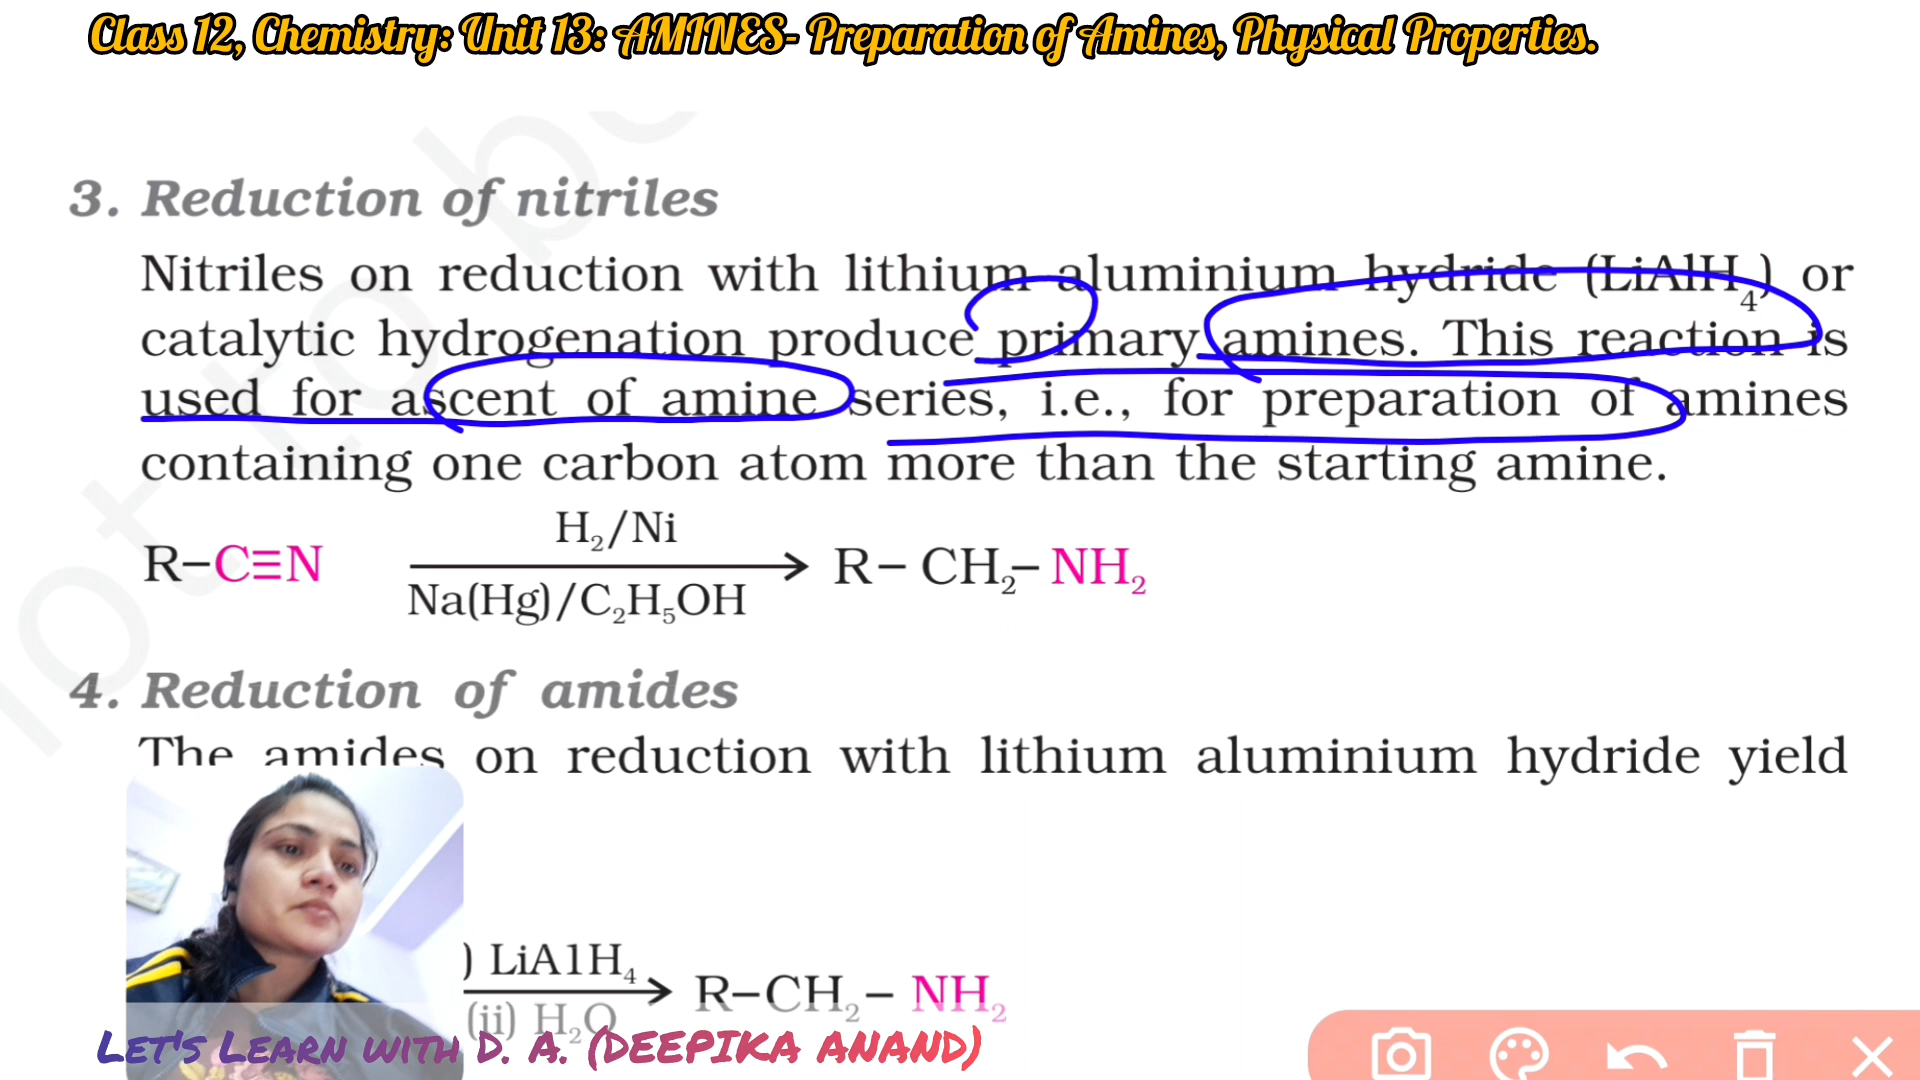 Class 12, Chemistry: Unit 13: AMINES- Preparation of Amines, Physical Properties.
3. Reduction of nitriles
Nitriles on reduction with lithium aluminium hydride (LiAlH₄) or
catalytic hydrogenation produce primary amines. This reaction is
used for ascent of amine series, i.e., for preparation of amines
containing one carbon atom more than the starting amine.
H₂/Ni
R–C≡N → R– CH₂– NH₂
Na(Hg)/C₂H₅OH
4. Reduction of amides
The amides on reduction with lithium aluminium hydride yield
) LiAlH₄
→ R–CH₂– NH₂
(ii) H₂O
LET'S LEARN WITH D. A. (DEEPIKA ANAND)